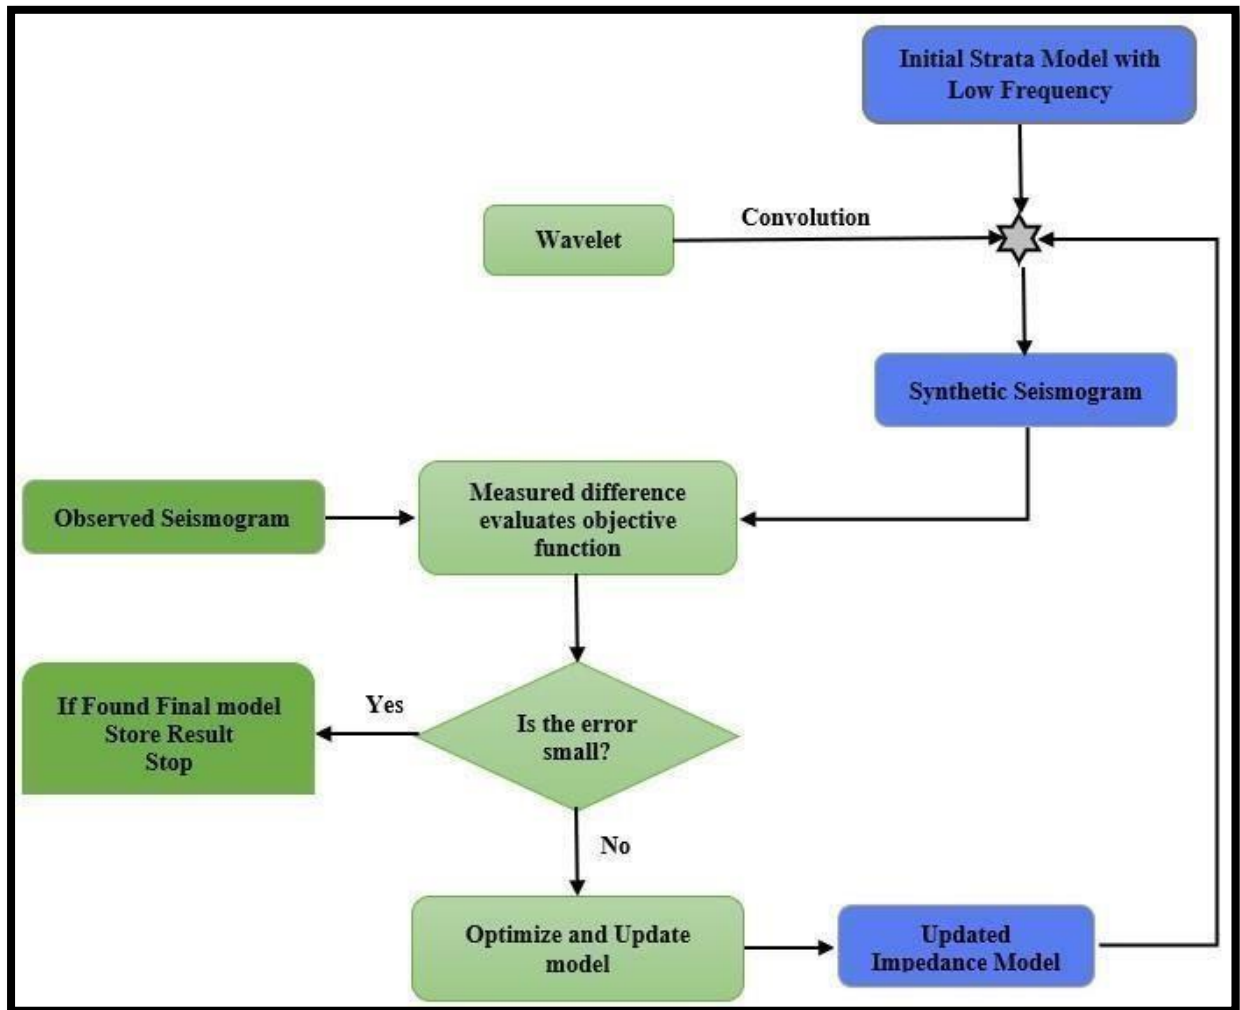 Initial Strata Model with
Low Frequency
Convolution
Wavelet
Synthetic Seismogram
Measured difference
evaluates objective
function
Observed Seismogram
If Found Final model
Store Result
Stop
Yes
Is the error
small?
No
Optimize and Update
model
Updated
Impedance Model